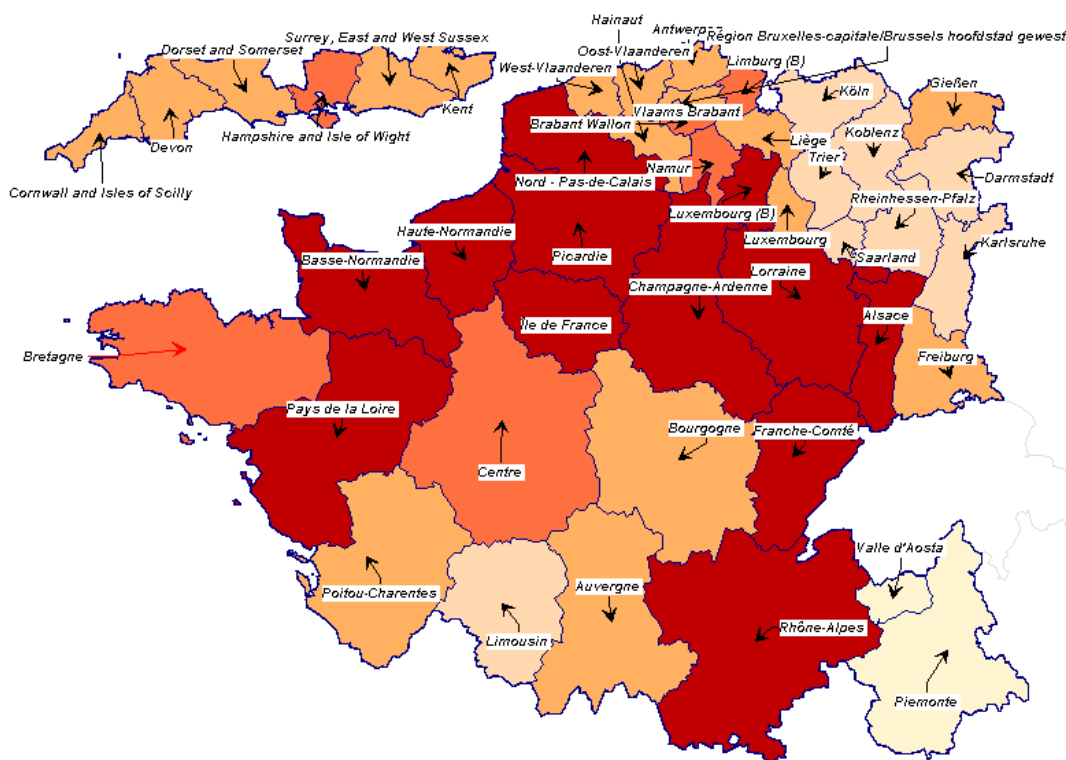 Hainaut
Surrey, East and West Sussex
Antwerpen
Région Bruxelles-capitale/Brussels hoofdstad gewest
Dorset and Somerset
Oost-Vlaanderen
West-Vlaanderen
Limburg (B)
Köln
Gießen
Kent
Vlaams Brabant
Brabant Wallon
Hampshire and Isle of Wight
Devon
Koblenz
Liège
Trier
Namur
Darmstadt
Cornwall and Isles of Scilly
Nord - Pas-de-Calais
Rheinhessen-Pfalz
Luxembourg (B)
Haute-Normandie
Luxembourg
Karlsruhe
Basse-Normandie
Picardie
Saarland
Lorraine
Champagne-Ardenne
Alsace
Île de France
Bretagne
Freiburg
Pays de la Loire
Bourgogne
Franche-Comté
Centre
Valle d'Aosta
Poitou-Charentes
Auvergne
Limousin
Rhône-Alpes
Piemonte